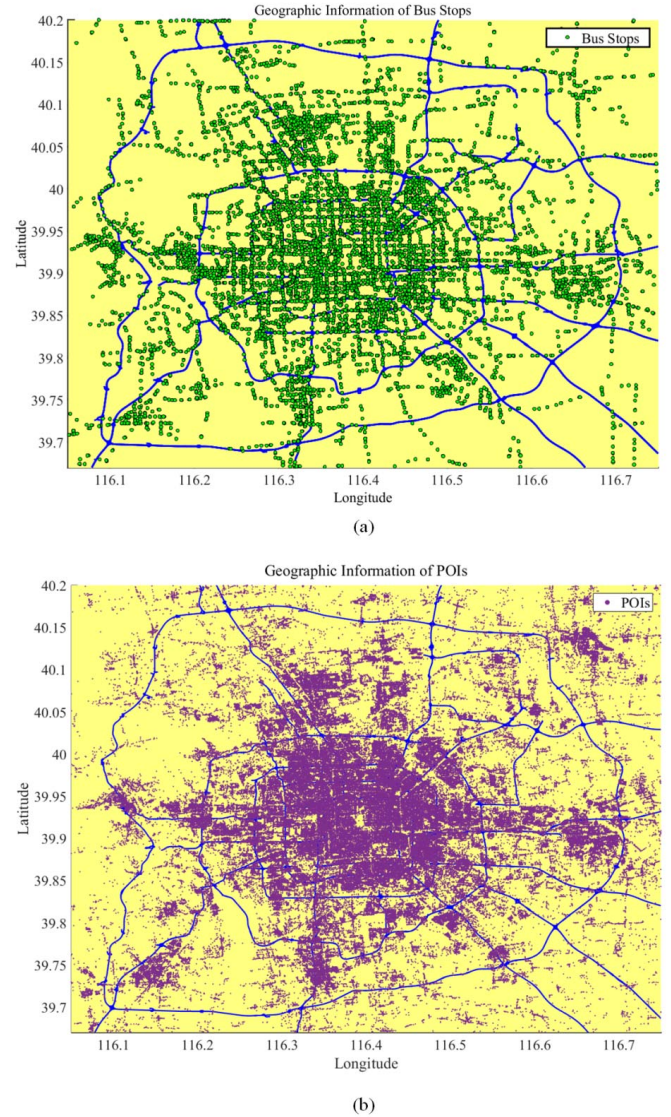 Geographic Information of Bus Stops
Bus Stops
40.2
40.15
40.1
40.05
40
39.95
39.9
39.85
39.8
39.75
39.7
Latitude
116.1 116.2 116.3 116.4 116.5 116.6 116.7
Longitude
(a)
Geographic Information of POIs
POIs
40.2
40.15
40.1
40.05
40
39.95
39.9
39.85
39.8
39.75
39.7
Latitude
116.1 116.2 116.3 116.4 116.5 116.6 116.7
Longitude
(b)